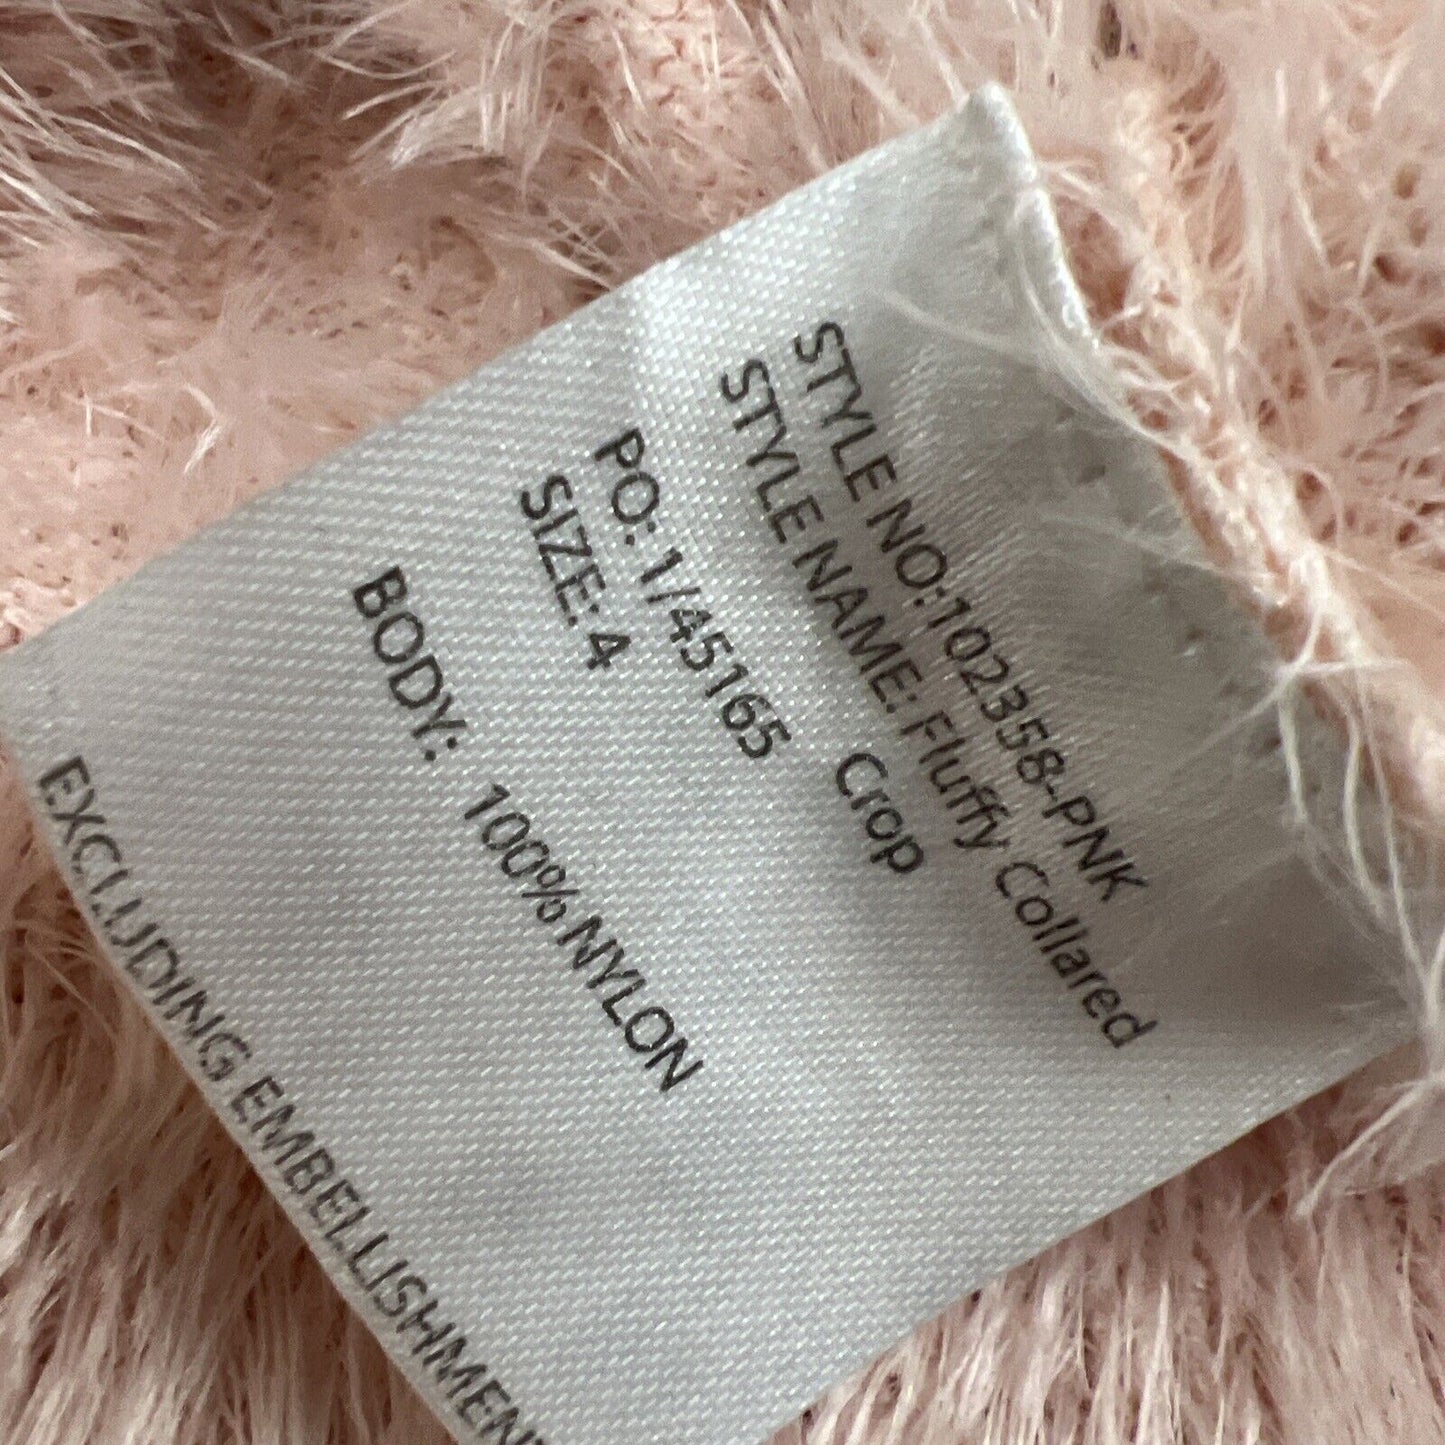 STYLE NO:102358-PNK
STYLE NAME: Fluffy Collared
Crop
PO: 1/45165
SIZE: 4
BODY: 100% NYLON
EXCLUDING EMBELLISHMENT